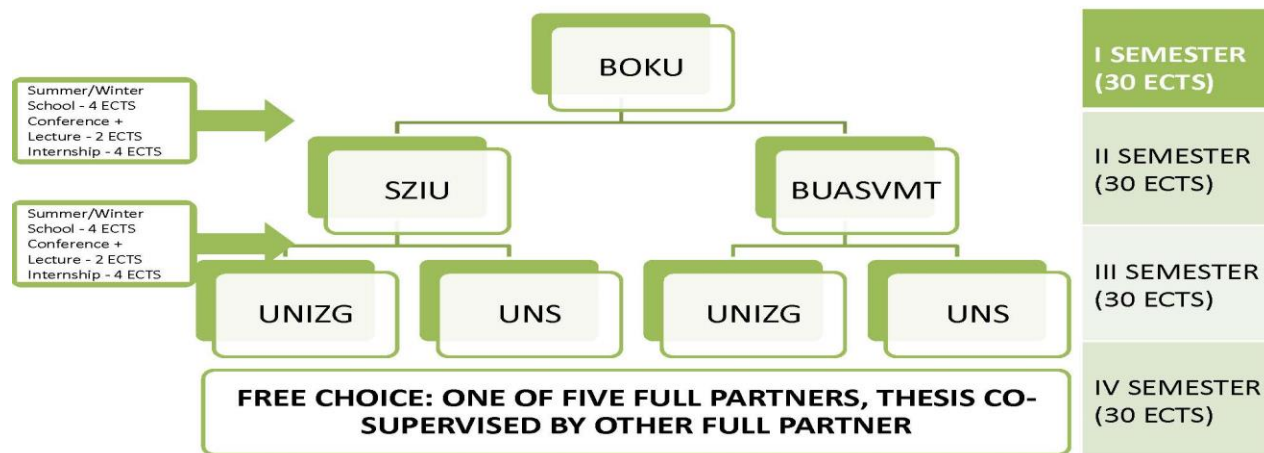 BOKU
I SEMESTER
(30 ECTS)
Summer/Winter
School - 4 ECTS
Conference +
Lecture - 2 ECTS
Internship - 4 ECTS
SZIU
BUASVMT
II SEMESTER
(30 ECTS)
Summer/Winter
School - 4 ECTS
Conference +
Lecture - 2 ECTS
Internship - 4 ECTS
UNIZG
UNS
UNIZG
UNS
III SEMESTER
(30 ECTS)
FREE CHOICE: ONE OF FIVE FULL PARTNERS, THESIS CO-
SUPERVISED BY OTHER FULL PARTNER
IV SEMESTER
(30 ECTS)